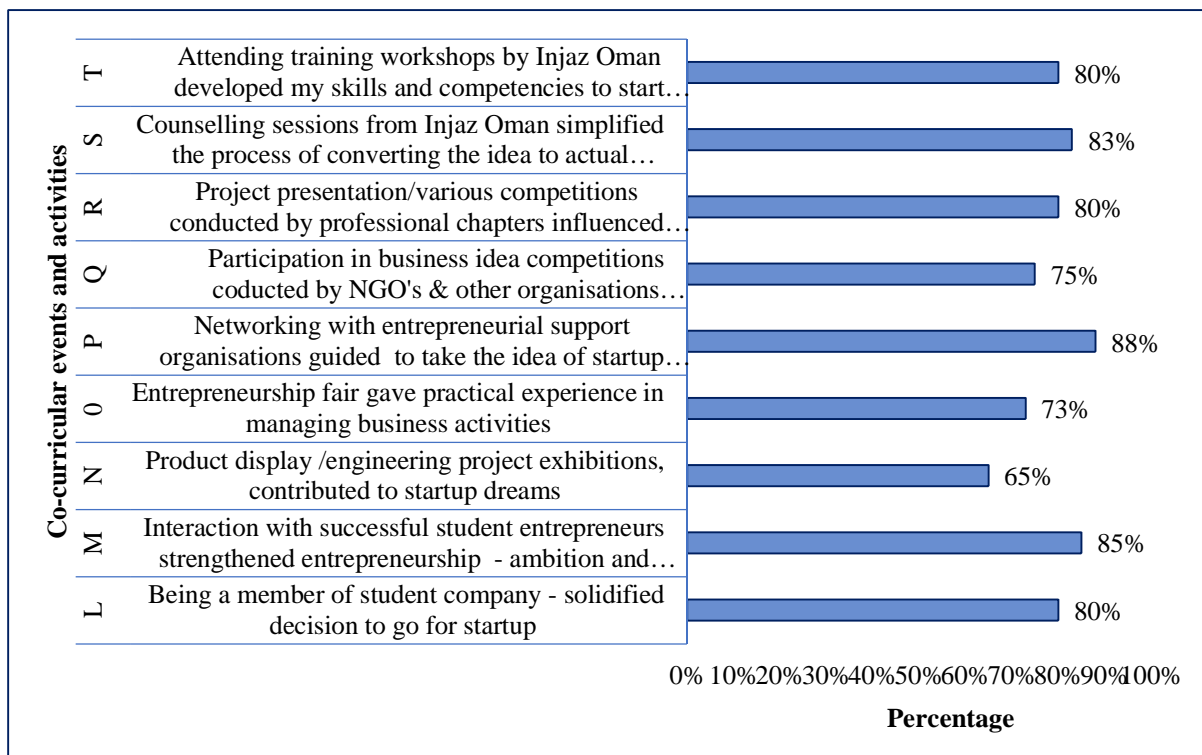 Co-curricular events and activities
T
Attending training workshops by Injaz Oman
developed my skills and competencies to start…
80%
S
Counselling sessions from Injaz Oman simplified
the process of converting the idea to actual…
83%
R
Project presentation/various competitions
conducted by professional chapters influenced…
80%
Q
Participation in business idea competitions
coducted by NGO's & other organisations…
75%
P
Networking with entrepreneurial support
organisations guided to take the idea of startup…
88%
0
Entrepreneurship fair gave practical experience in
managing business activities
73%
N
Product display /engineering project exhibitions,
contributed to startup dreams
65%
M
Interaction with successful student entrepreneurs
strengthened entrepreneurship - ambition and…
85%
L
Being a member of student company - solidified
decision to go for startup
80%
0% 10% 20% 30% 40% 50% 60% 70% 80% 90% 100%
Percentage